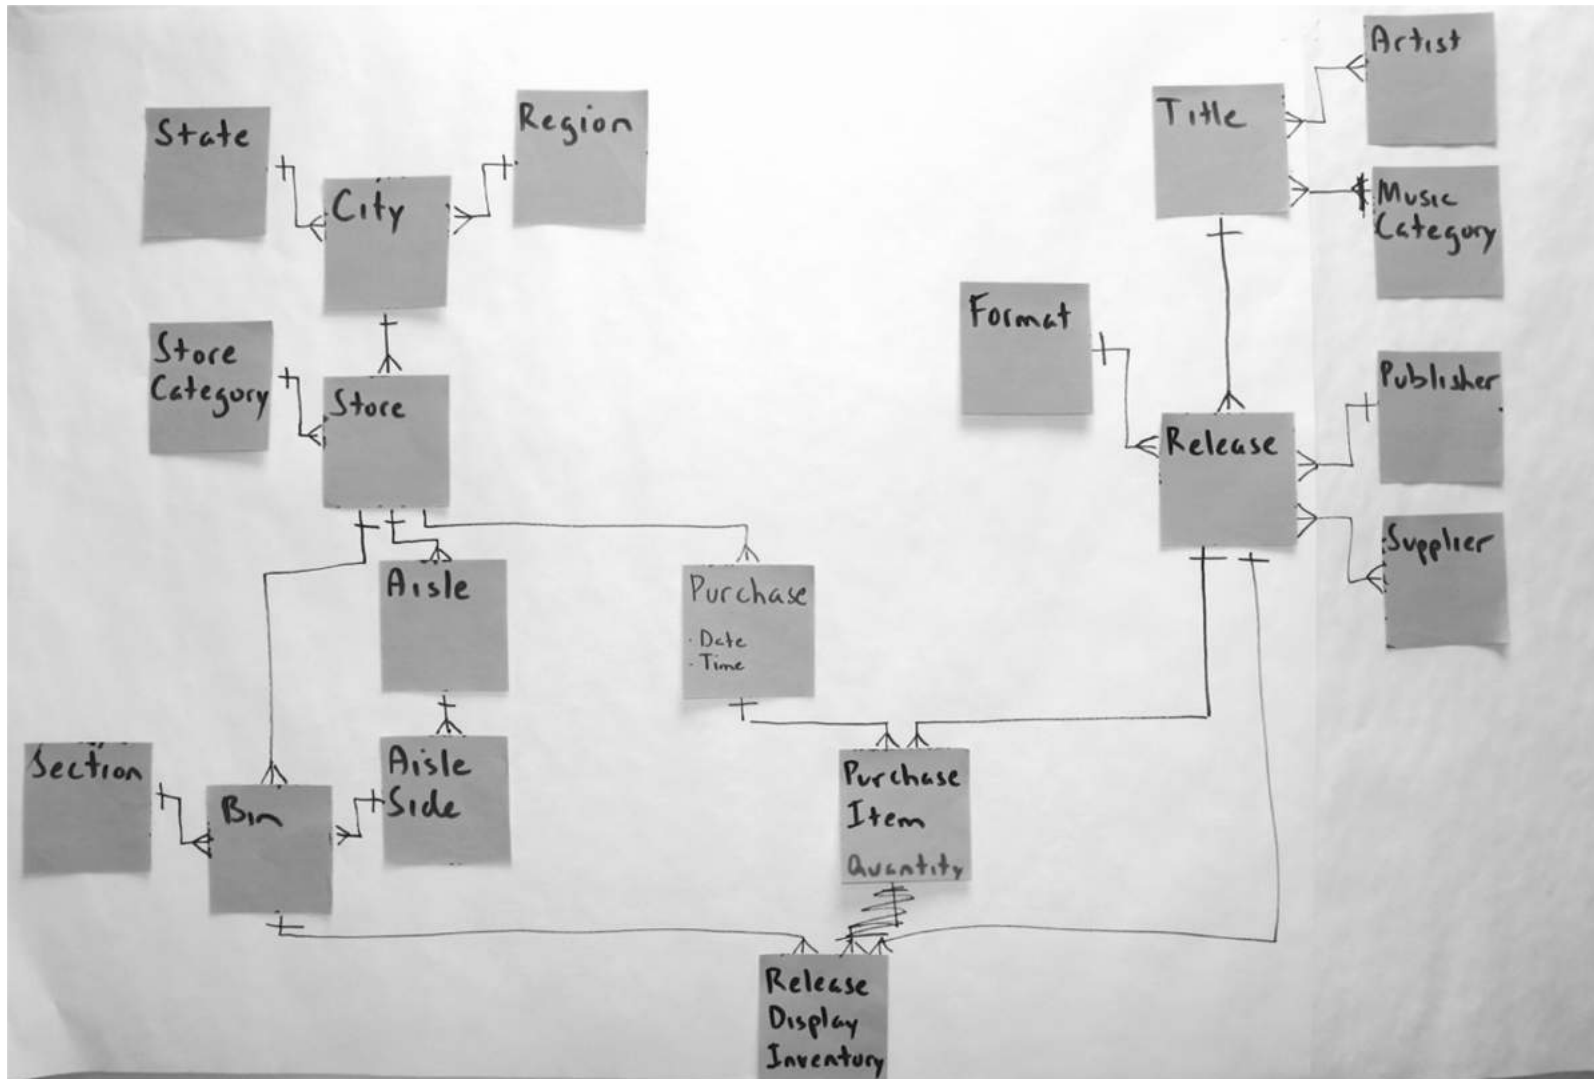 Artist
Title
State
Region
City
Music
Category
Format
Store
Category
Store
Publisher
Release
Supplier
Aisle
Purchase
· Date
· Time
Section
Bin
Aisle
Side
Purchase
Item
Quantity
Release
Display
Inventory